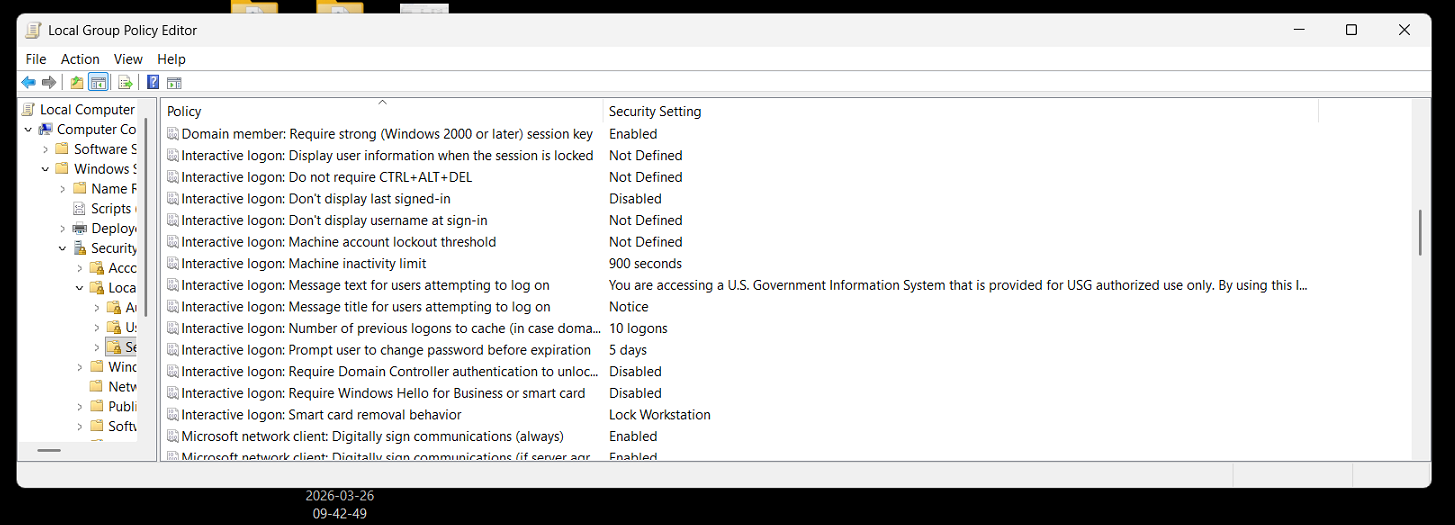 Local Group Policy Editor
File Action View Help
Local Computer
Computer Co
Software S
Windows S
Name R
Scripts
Deploy
Security
Acco
Loca
Se
Wind
Netw
Publi
Softw
Policy Security Setting
Domain member: Require strong (Windows 2000 or later) session key Enabled
Interactive logon: Display user information when the session is locked Not Defined
Interactive logon: Do not require CTRL+ALT+DEL Not Defined
Interactive logon: Don't display last signed-in Disabled
Interactive logon: Don't display username at sign-in Not Defined
Interactive logon: Machine account lockout threshold Not Defined
Interactive logon: Machine inactivity limit 900 seconds
Interactive logon: Message text for users attempting to log on You are accessing a U.S. Government Information System that is provided for USG authorized use only. By using this I...
Interactive logon: Message title for users attempting to log on Notice
Interactive logon: Number of previous logons to cache (in case doma... 10 logons
Interactive logon: Prompt user to change password before expiration 5 days
Interactive logon: Require Domain Controller authentication to unloc... Disabled
Interactive logon: Require Windows Hello for Business or smart card Disabled
Interactive logon: Smart card removal behavior Lock Workstation
Microsoft network client: Digitally sign communications (always) Enabled
Microsoft network client: Digitally sign communications (if server agr Enabled
2026-03-26
09-42-49